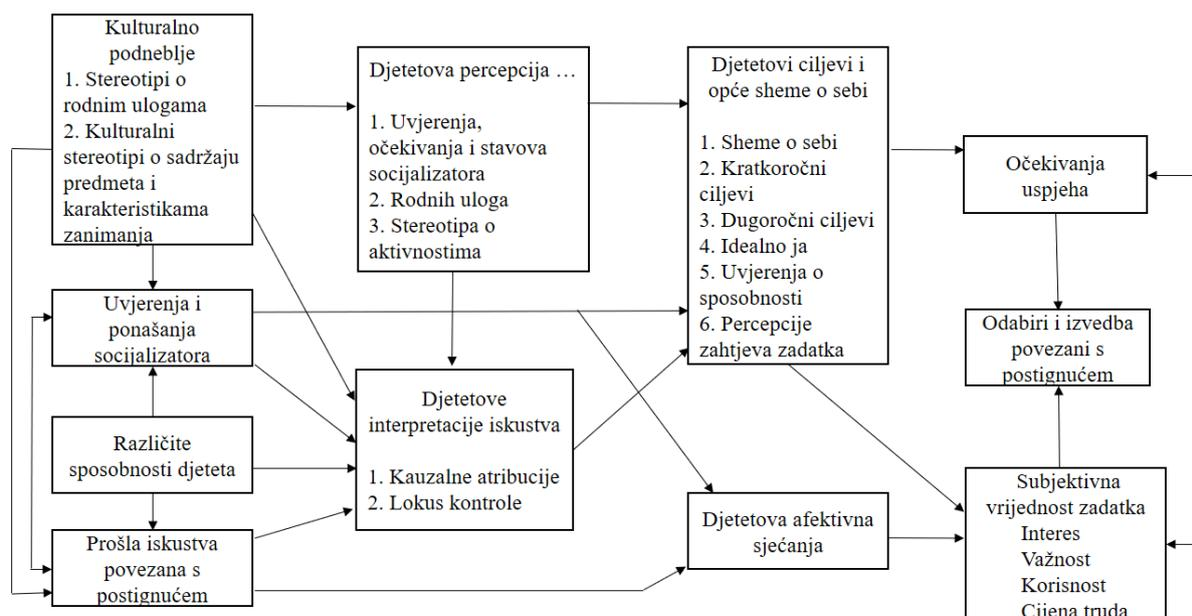 Kulturalno
podneblje
1. Stereotipi o
rodnim ulogama
2. Kulturalni
stereotipi o sadržaju
predmeta i
karakteristikama
zanimanja
Uvjerenja i
ponašanja
socijalizatora
Različite
sposobnosti djeteta
Prošla iskustva
povezana s
postignućem
Djetetova percepcija …
1. Uvjerenja,
očekivanja i stavova
socijalizatora
2. Rodnih uloga
3. Stereotipa o
aktivnostima
Djetetove
interpretacije iskustva
1. Kauzalne atribucije
2. Lokus kontrole
Djetetovi ciljevi i
opće sheme o sebi
1. Sheme o sebi
2. Kratkoročni
ciljevi
3. Dugoročni ciljevi
4. Idealno ja
5. Uvjerenja o
sposobnosti
6. Percepcije
zahtjeva zadatka
Djetetova afektivna
sjećanja
Očekivanja
uspjeha
Odabiri i izvedba
povezani s
postignućem
Subjektivna
vrijednost zadatka
Interes
Važnost
Korisnost
Cijena truda